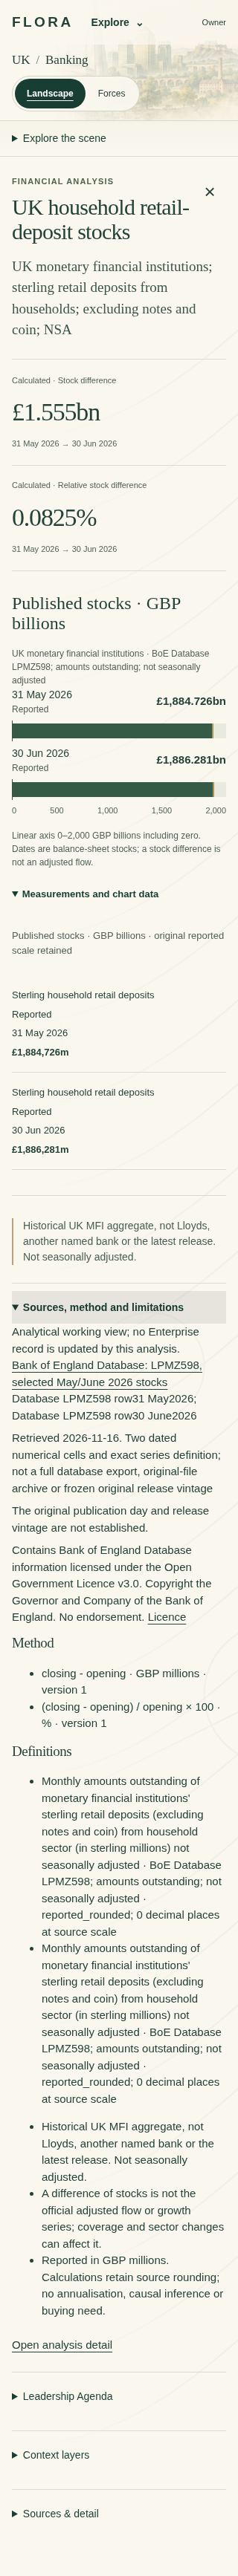 FLORA Explore Owner
UK / Banking
Landscape Forces
Explore the scene
FINANCIAL ANALYSIS
UK household retail-
deposit stocks
UK monetary financial institutions;
sterling retail deposits from
households; excluding notes and
coin; NSA
Calculated · Stock difference
£1.555bn
31 May 2026 → 30 Jun 2026
Calculated · Relative stock difference
0.0825%
31 May 2026 → 30 Jun 2026
Published stocks · GBP
billions
UK monetary financial institutions · BoE Database
LPMZ598; amounts outstanding; not seasonally
adjusted
31 May 2026
Reported
£1,884.726bn
30 Jun 2026
Reported
£1,886.281bn
0 500 1,000 1,500 2,000
Linear axis 0–2,000 GBP billions including zero.
Dates are balance-sheet stocks; a stock difference is
not an adjusted flow.
Measurements and chart data
Published stocks · GBP billions · original reported
scale retained
Sterling household retail deposits
Reported
31 May 2026
£1,884,726m
Sterling household retail deposits
Reported
30 Jun 2026
£1,886,281m
Historical UK MFI aggregate, not Lloyds,
another named bank or the latest release.
Not seasonally adjusted.
Sources, method and limitations
Analytical working view; no Enterprise
record is updated by this analysis.
Bank of England Database: LPMZ598,
selected May/June 2026 stocks
Database LPMZ598 row31 May2026;
Database LPMZ598 row30 June2026
Retrieved 2026-11-16. Two dated
numerical cells and exact series definition;
not a full database export, original-file
archive or frozen original release vintage
The original publication day and release
vintage are not established.
Contains Bank of England Database
information licensed under the Open
Government Licence v3.0. Copyright the
Governor and Company of the Bank of
England. No endorsement. Licence
Method
• closing - opening · GBP millions ·
version 1
• (closing - opening) / opening × 100 ·
% · version 1
Definitions
• Monthly amounts outstanding of
monetary financial institutions'
sterling retail deposits (excluding
notes and coin) from household
sector (in sterling millions) not
seasonally adjusted · BoE Database
LPMZ598; amounts outstanding; not
seasonally adjusted ·
reported_rounded; 0 decimal places
at source scale
• Monthly amounts outstanding of
monetary financial institutions'
sterling retail deposits (excluding
notes and coin) from household
sector (in sterling millions) not
seasonally adjusted · BoE Database
LPMZ598; amounts outstanding; not
seasonally adjusted ·
reported_rounded; 0 decimal places
at source scale
• Historical UK MFI aggregate, not
Lloyds, another named bank or the
latest release. Not seasonally
adjusted.
• A difference of stocks is not the
official adjusted flow or growth
series; coverage and sector changes
can affect it.
• Reported in GBP millions.
Calculations retain source rounding;
no annualisation, causal inference or
buying need.
Open analysis detail
Leadership Agenda
Context layers
Sources & detail